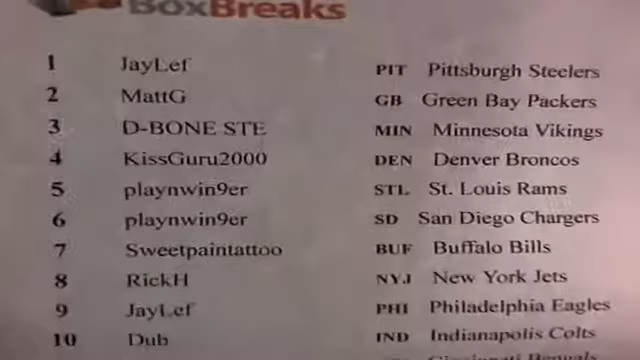 BoxBreaks
1 JayLef PIT Pittsburgh Steelers
2 MattG GB Green Bay Packers
3 D-BONE STE MIN Minnesota Vikings
4 KissGuru2000 DEN Denver Broncos
5 playnwin9er STL St. Louis Rams
6 playnwin9er SD San Diego Chargers
7 Sweetpaintattoo BUF Buffalo Bills
8 RickH NYJ New York Jets
9 JayLef PHI Philadelphia Eagles
10 Dub IND Indianapolis Colts
Cincinnati Bengals